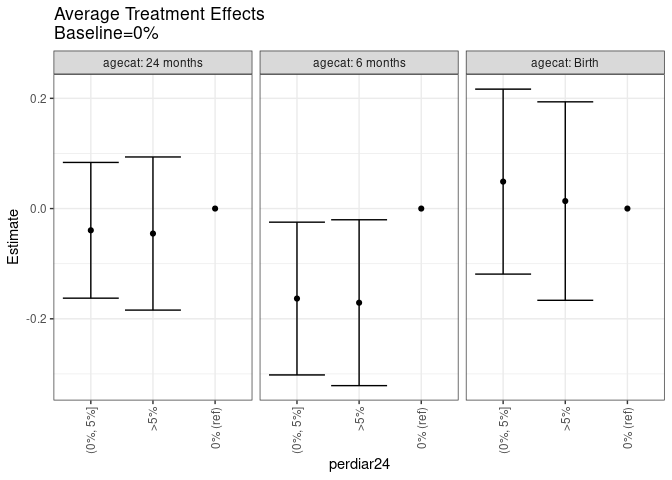 Average Treatment Effects
Baseline=0%
agecat: 24 months
agecat: 6 months
agecat: Birth
Estimate
0.2
0.0
-0.2
(0%, 5%]
>5%
0% (ref)
(0%, 5%]
>5%
0% (ref)
(0%, 5%]
>5%
0% (ref)
perdiar24